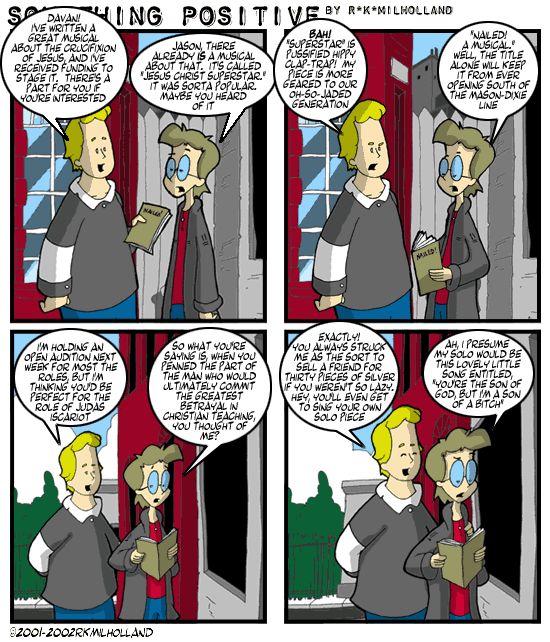 SOMETHING POSITIVE BY R*K*MILHOLLAND
DAVAN!
I'VE WRITTEN A
GREAT MUSICAL
ABOUT THE CRUCIFIXION
OF JESUS, AND I'VE
RECEIVED FUNDING TO
STAGE IT. THERE'S A
PART FOR YOU IF
YOU'RE INTERESTED
JASON, THERE
ALREADY IS A MUSICAL
ABOUT THAT. IT'S CALLED
"JESUS CHRIST SUPERSTAR."
IT WAS SORTA POPULAR.
MAYBE YOU HEARD
OF IT
NAILED!
BAH!
"SUPERSTAR" IS
PUSSIFIED HIPPY
CLAP-TRAP! MY
PIECE IS MORE
GEARED TO OUR
OH-SO-JADED
GENERATION
"NAILED!
A MUSICAL."
WELL, THE TITLE
ALONE WILL KEEP
IT FROM EVER
OPENING SOUTH OF
THE MASON-DIXIE
LINE
NAILED!
I'M HOLDING AN
OPEN AUDITION NEXT
WEEK FOR MOST THE
ROLES, BUT I'M
THINKING YOU'D BE
PERFECT FOR THE
ROLE OF JUDAS
ISCARIOT
SO WHAT YOU'RE
SAYING IS, WHEN YOU
PENNED THE PART OF
THE MAN WHO WOULD
ULTIMATELY COMMIT
THE GREATEST
BETRAYAL IN
CHRISTIAN TEACHING,
YOU THOUGHT OF
ME?
EXACTLY!
YOU ALWAYS STRUCK
ME AS THE SORT TO
SELL A FRIEND FOR
THIRTY PIECES OF SILVER
IF YOU WEREN'T SO LAZY.
HEY, YOU'LL EVEN GET
TO SING YOUR OWN
SOLO PIECE
AH, I PRESUME
MY SOLO WOULD BE
THIS LOVELY LITTLE
SONG ENTITLED,
"YOU'RE THE SON OF
GOD, BUT I'M A SON
OF A BITCH"
©2001-2002RKMILHOLLAND